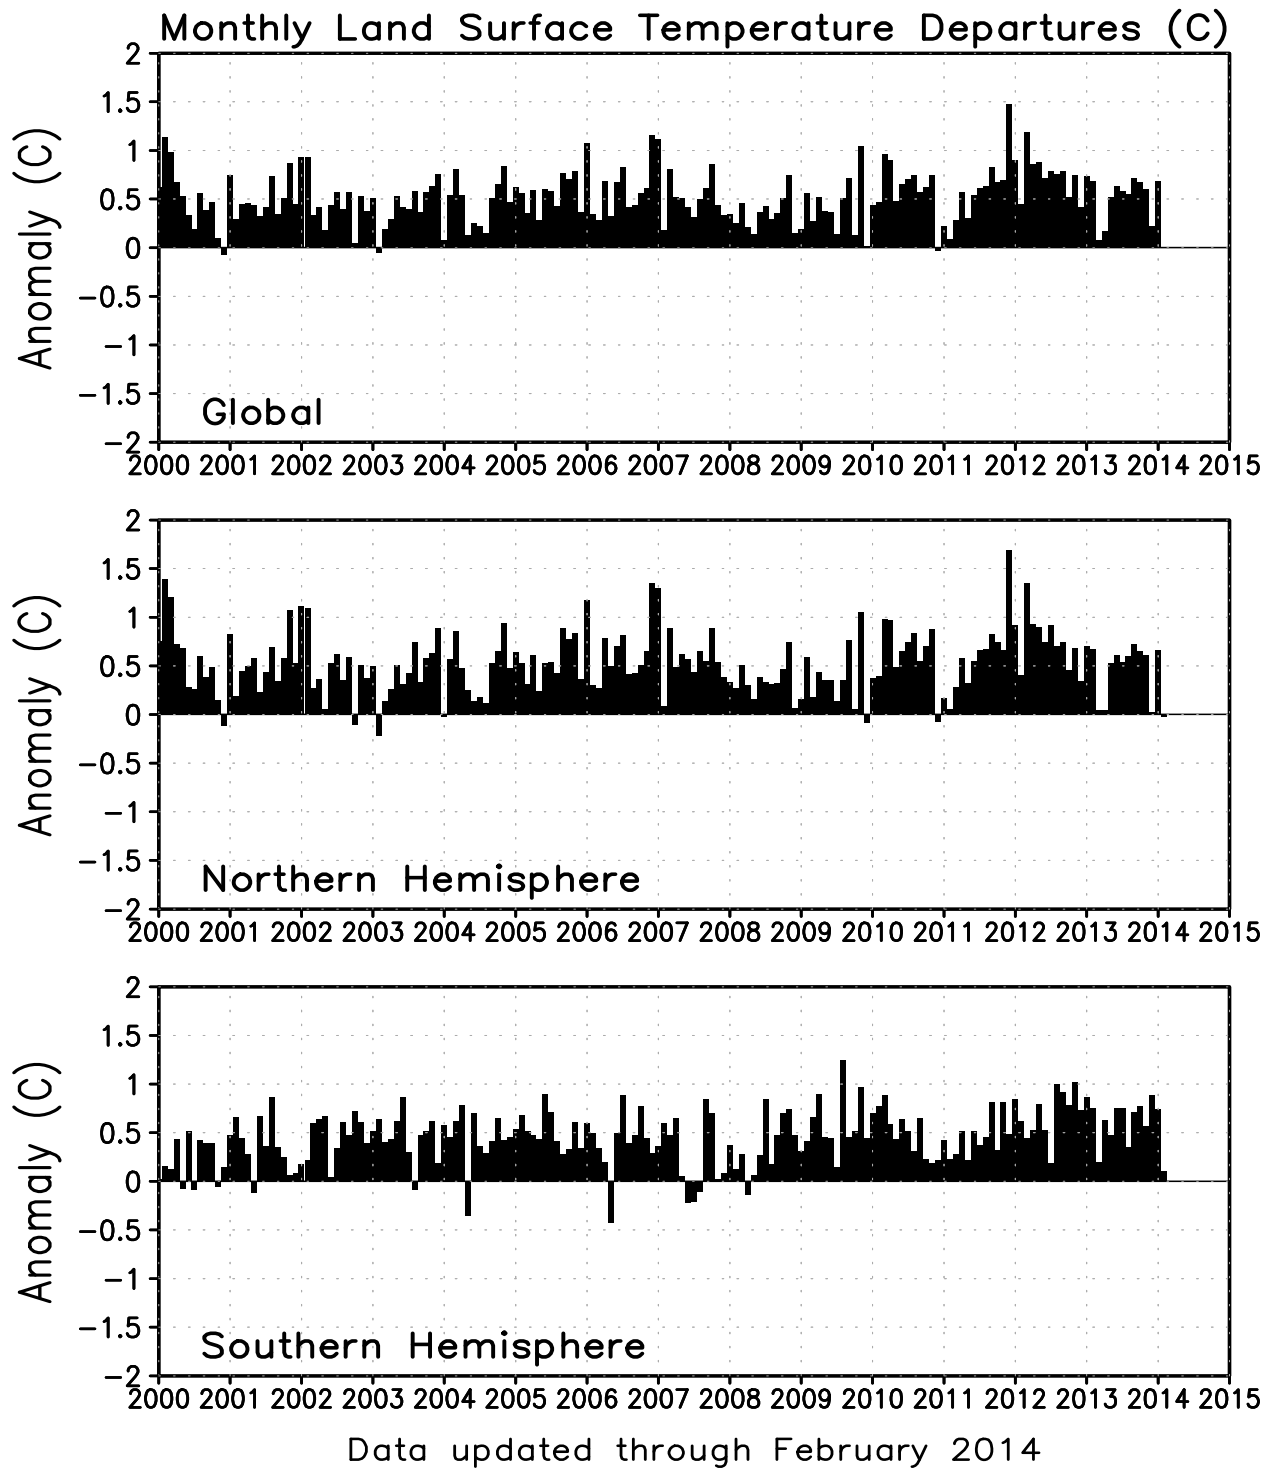 Monthly Land Surface Temperature Departures (C)
Anomaly (C)
2
1.5
1
0.5
0
−0.5
−1
−1.5
−2
Global
2000 2001 2002 2003 2004 2005 2006 2007 2008 2009 2010 2011 2012 2013 2014 2015
Anomaly (C)
2
1.5
1
0.5
0
−0.5
−1
−1.5
−2
Northern Hemisphere
2000 2001 2002 2003 2004 2005 2006 2007 2008 2009 2010 2011 2012 2013 2014 2015
Anomaly (C)
2
1.5
1
0.5
0
−0.5
−1
−1.5
−2
Southern Hemisphere
2000 2001 2002 2003 2004 2005 2006 2007 2008 2009 2010 2011 2012 2013 2014 2015
Data updated through February 2014